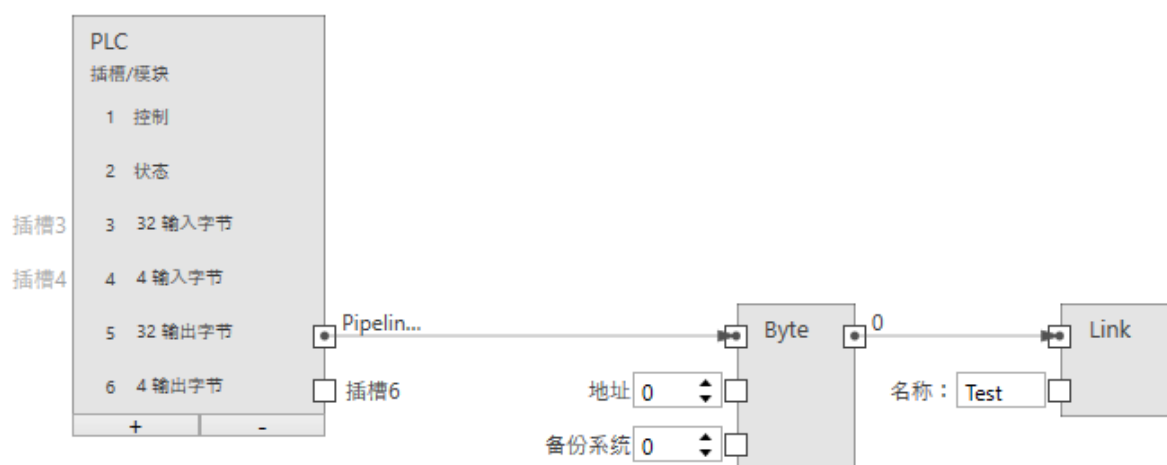 PLC
插槽/模块
1 控制
2 状态
插槽3 3 32 输入字节
插槽4 4 4 输入字节
5 32 输出字节 Pipelin... Byte 0 Link
6 4 输出字节 插槽6 地址 0 名称： Test
+ -
备份系统 0